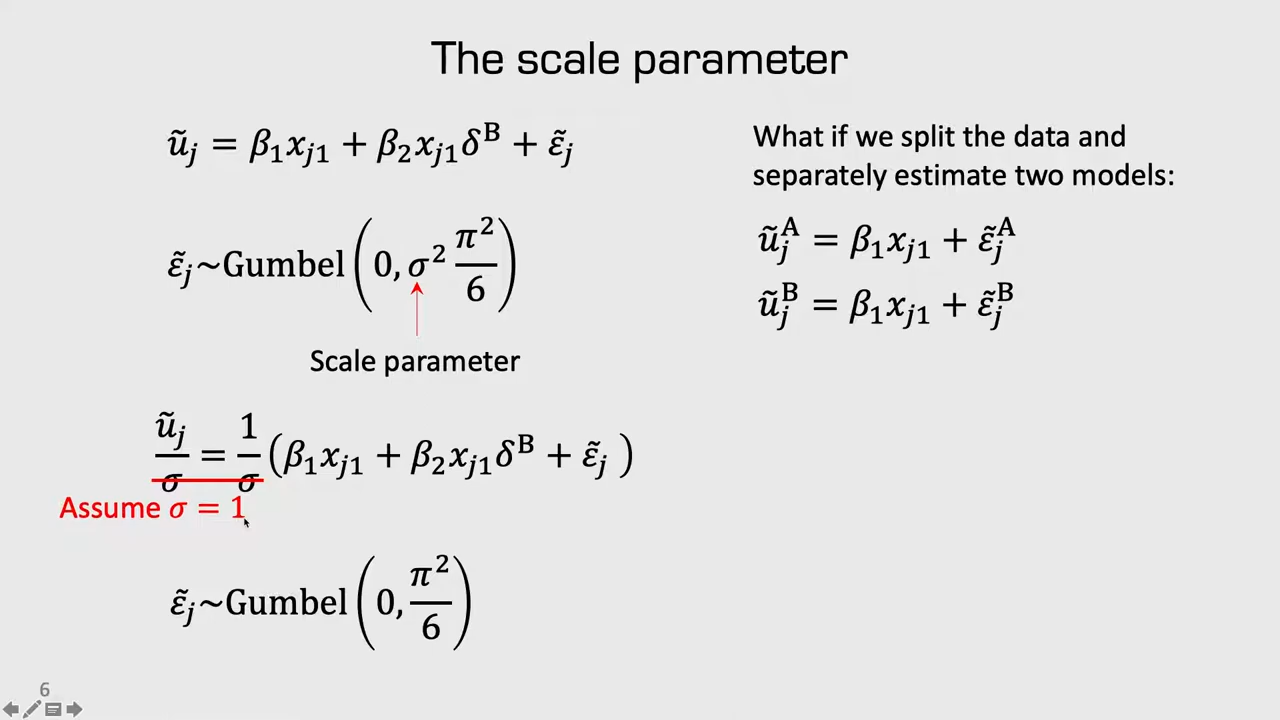 The scale parameter
ũⱼ = β₁xⱼ₁ + β₂xⱼ₁δᴮ + ε̃ⱼ
ε̃ⱼ~Gumbel(0, σ² π²/6)
Scale parameter
ũⱼ/σ = 1/σ (β₁xⱼ₁ + β₂xⱼ₁δᴮ + ε̃ⱼ )
Assume σ = 1
ε̃ⱼ~Gumbel(0, π²/6)
What if we split the data and
separately estimate two models:
ũⱼᴬ = β₁xⱼ₁ + ε̃ⱼᴬ
ũⱼᴮ = β₁xⱼ₁ + ε̃ⱼᴮ
6